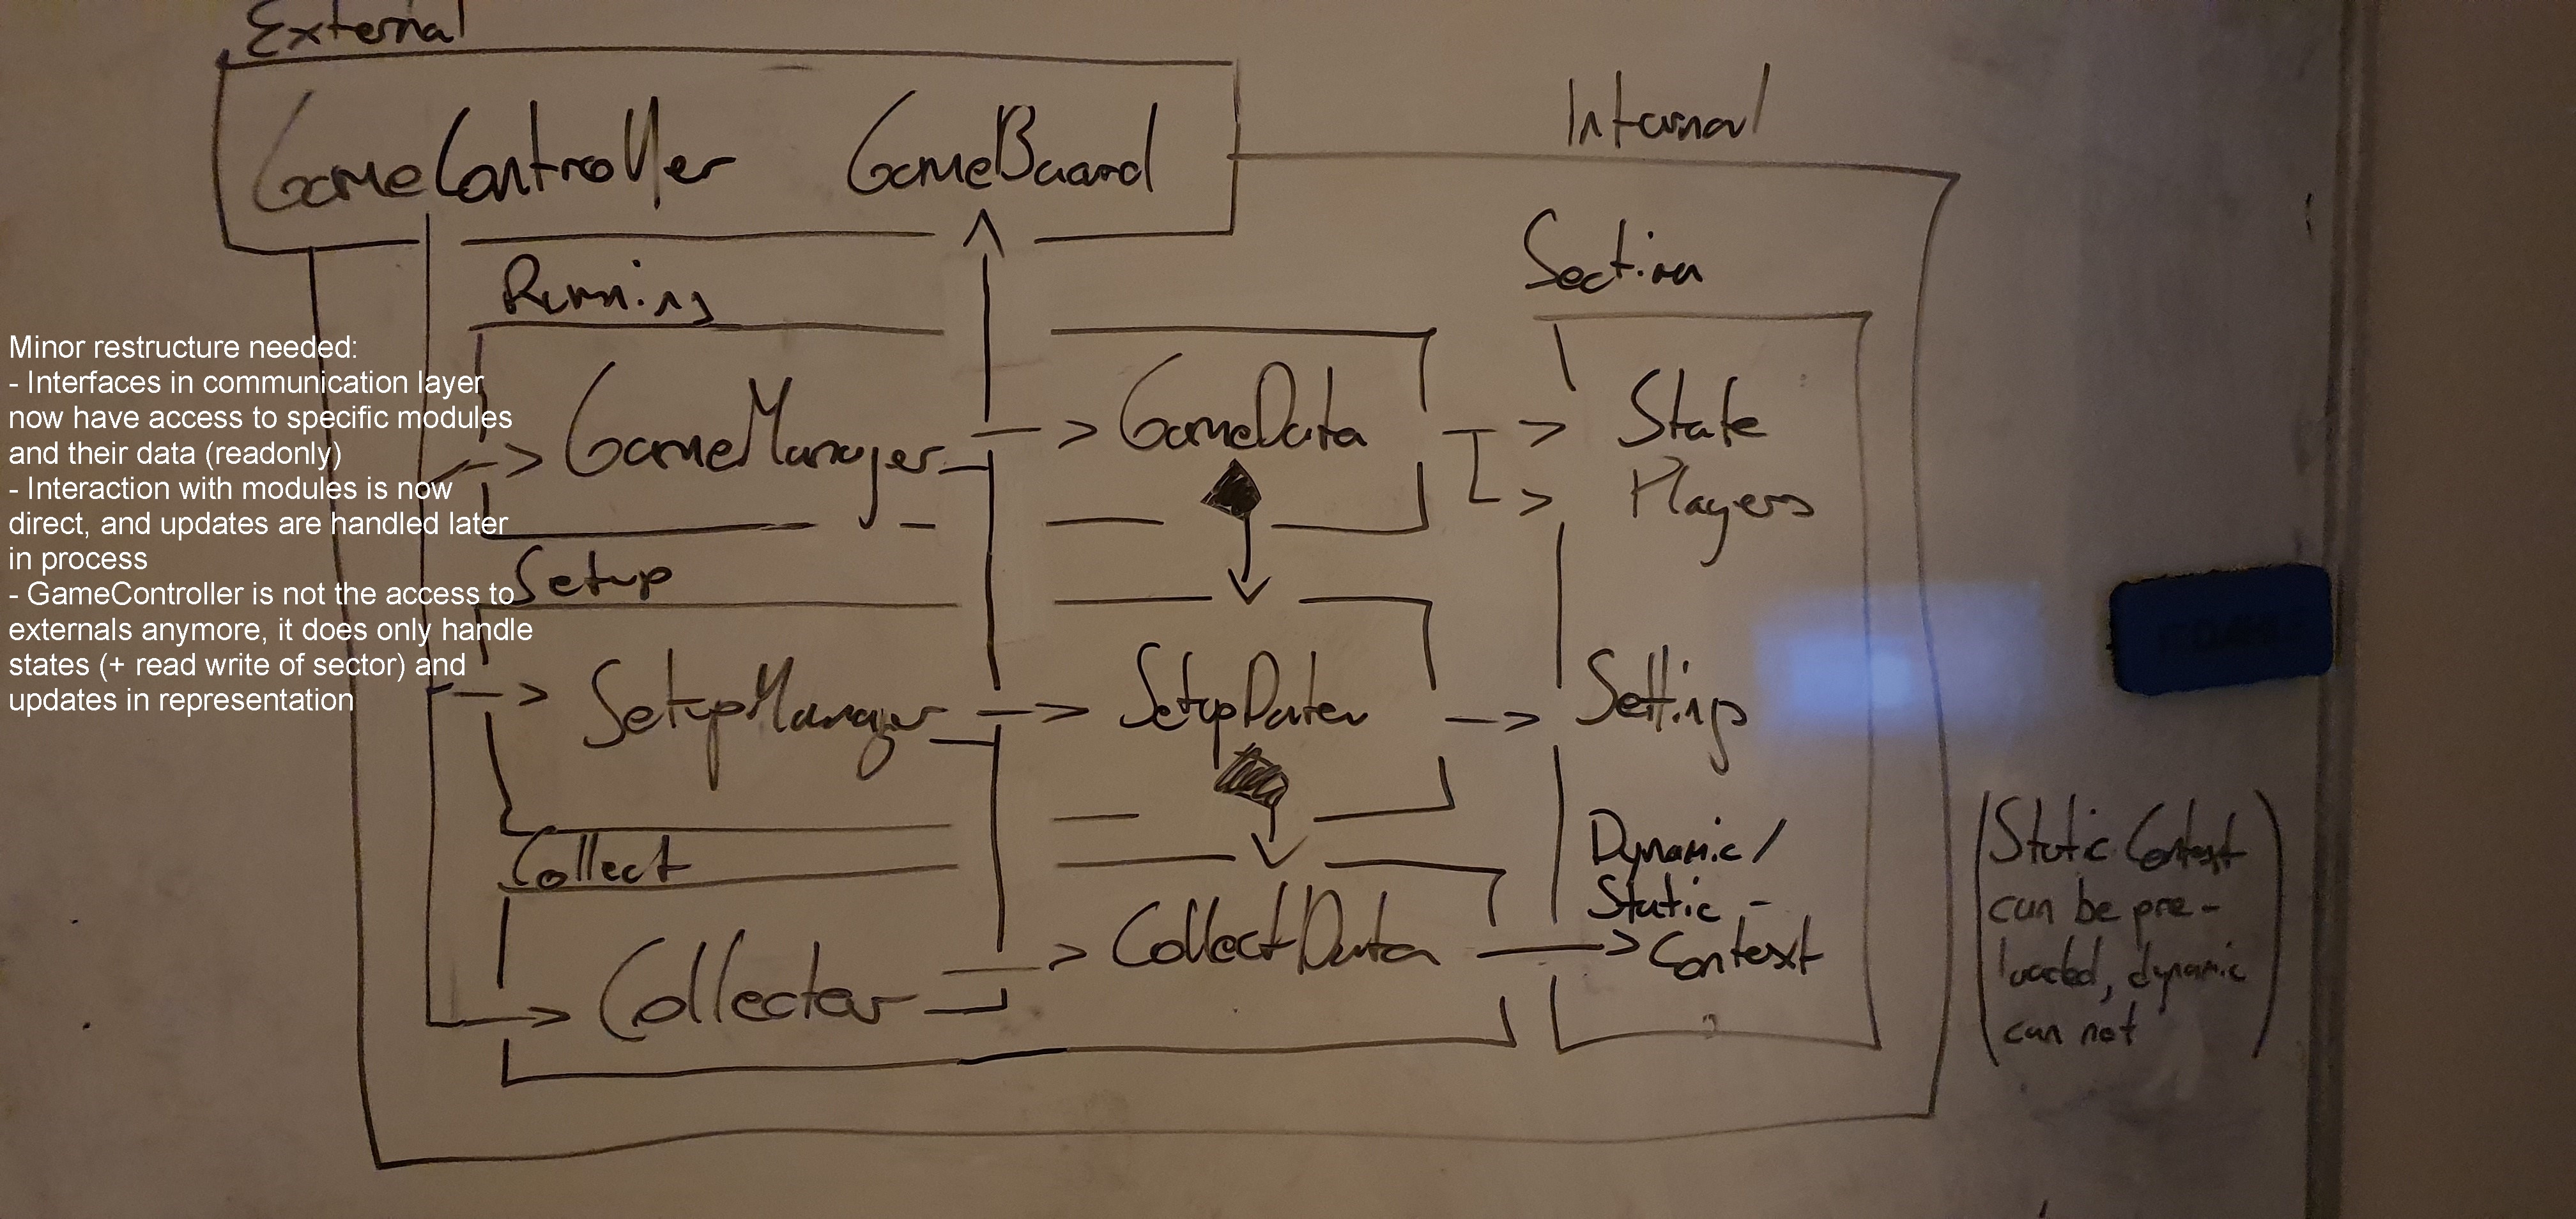 External
GameController GameBoard
Internal
Running
Section
GameManager GameData State
Players
Minor restructure needed:
- Interfaces in communication layer
now have access to specific modules
and their data (readonly)
- Interaction with modules is now
direct, and updates are handled later
in process
- GameController is not the access to
externals anymore, it does only handle
states (+ read write of sector) and
updates in representation
Setup
SetupManager SetupData Settings
Collect
Collector CollectData
Dynamic/
Static-
Context
(Static Context
can be pre-
loaded, dynamic
can not)